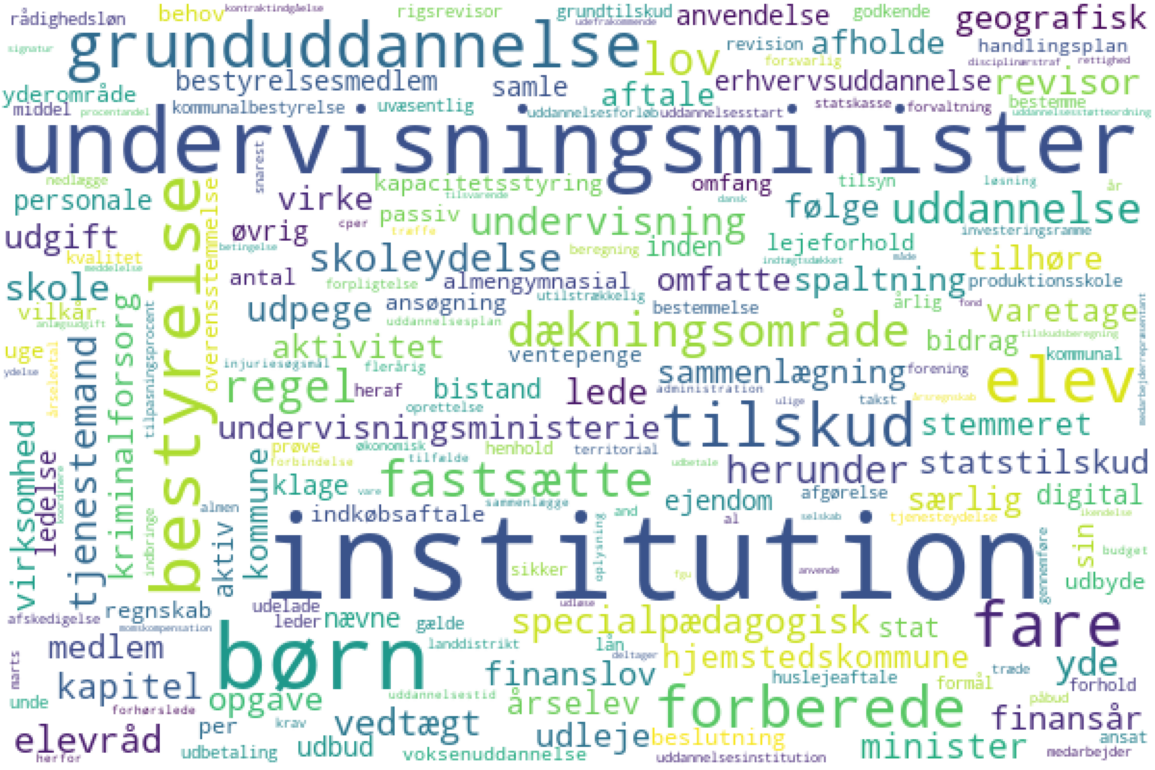 rådighedsløn behov kontraktindgåelse rigsrevisor grundtilskud udefrakommende anvendelse godkende geografisk
signatur grunduddannelse lov revision forsvarlig afholde handlingsplan disciplinærstraf rettighed
yderområde bestyrelsesmedlem samle aftale erhvervsuddannelse revisor
middel procentandel kommunalbestyrelse uvæsentlig uddannelsesforløb uddannelsesstart statskasse forvaltning bestemme uddannelsesstøtteordning
undervisningsminister
nedlægge snarest kapacitetsstyring tilsvarende omfang dansk tilsyn løsning år
personale bestyrelse overensstemmelse virke passiv træffe undervisning inden følge uddannelse
udgift kvalitet meddelelse betingelse øvrig cper beregning lejeforhold indtægtsdækket måde investeringsramme tilhøre
skole antal skoleydelse forpligtelse almengymnasial utilstrækkelig omfatte spaltning produktionsskole
vilkår anlægsudgift udpege ansøgning uddannelsesplan bestemmelse årlig fond varetage tilskudsberegning medarbejderrepræsentant
uge ydelse årselevtal tjenestemand kriminalforsorg tilpasningsprocent aktivitet injuriesøgsmål flerårig dækningsområde ventepenge bidrag kommunal
regel heraf bistand oprettelse lede sammenlægning administration forening ulige takst årsregnskab elev
virksomhed ledelse koordinere undervisningsministerie økonomisk henhold territorial tilskud stemmeret
indbringe almen kommune prøve forbindelse klage tilfælde vare fastsætte sammenlægge udbetale herunder statstilskud
aktiv indkøbsaftale and oplysning ejendom al afgørelse selskab særlig tjenesteydelse digital ikendelse
institution sikker fgu anvende gennemføre sin budget udbyde
afskedigelse regnskab momskompensation udelade leder nævne gælde udløse specialpædagogisk stat fare
marts medlem børn landdistrikt lån deltager hjemstedskommune træde yde
unde kapitel forhørslede opgave uddannelsestid finanslov årselev huslejeaftale forberede formål påbud forhold
elevråd herfor per udbetaling krav udbud vedtægt voksenuddannelse udleje beslutning uddannelsesinstitution minister finansår ansat medarbejder